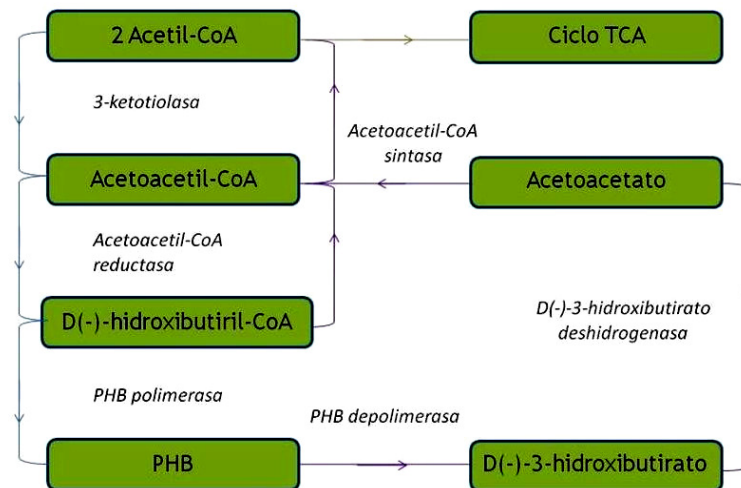 2 Acetil-CoA
Ciclo TCA
3-ketotiolasa
Acetoacetil-CoA
sintasa
Acetoacetil-CoA
Acetoacetato
Acetoacetil-CoA
reductasa
D(-)-hidroxibutiril-CoA
D(-)-3-hidroxibutirato
deshidrogenasa
PHB polimerasa
PHB depolimerasa
PHB
D(-)-3-hidroxibutirato